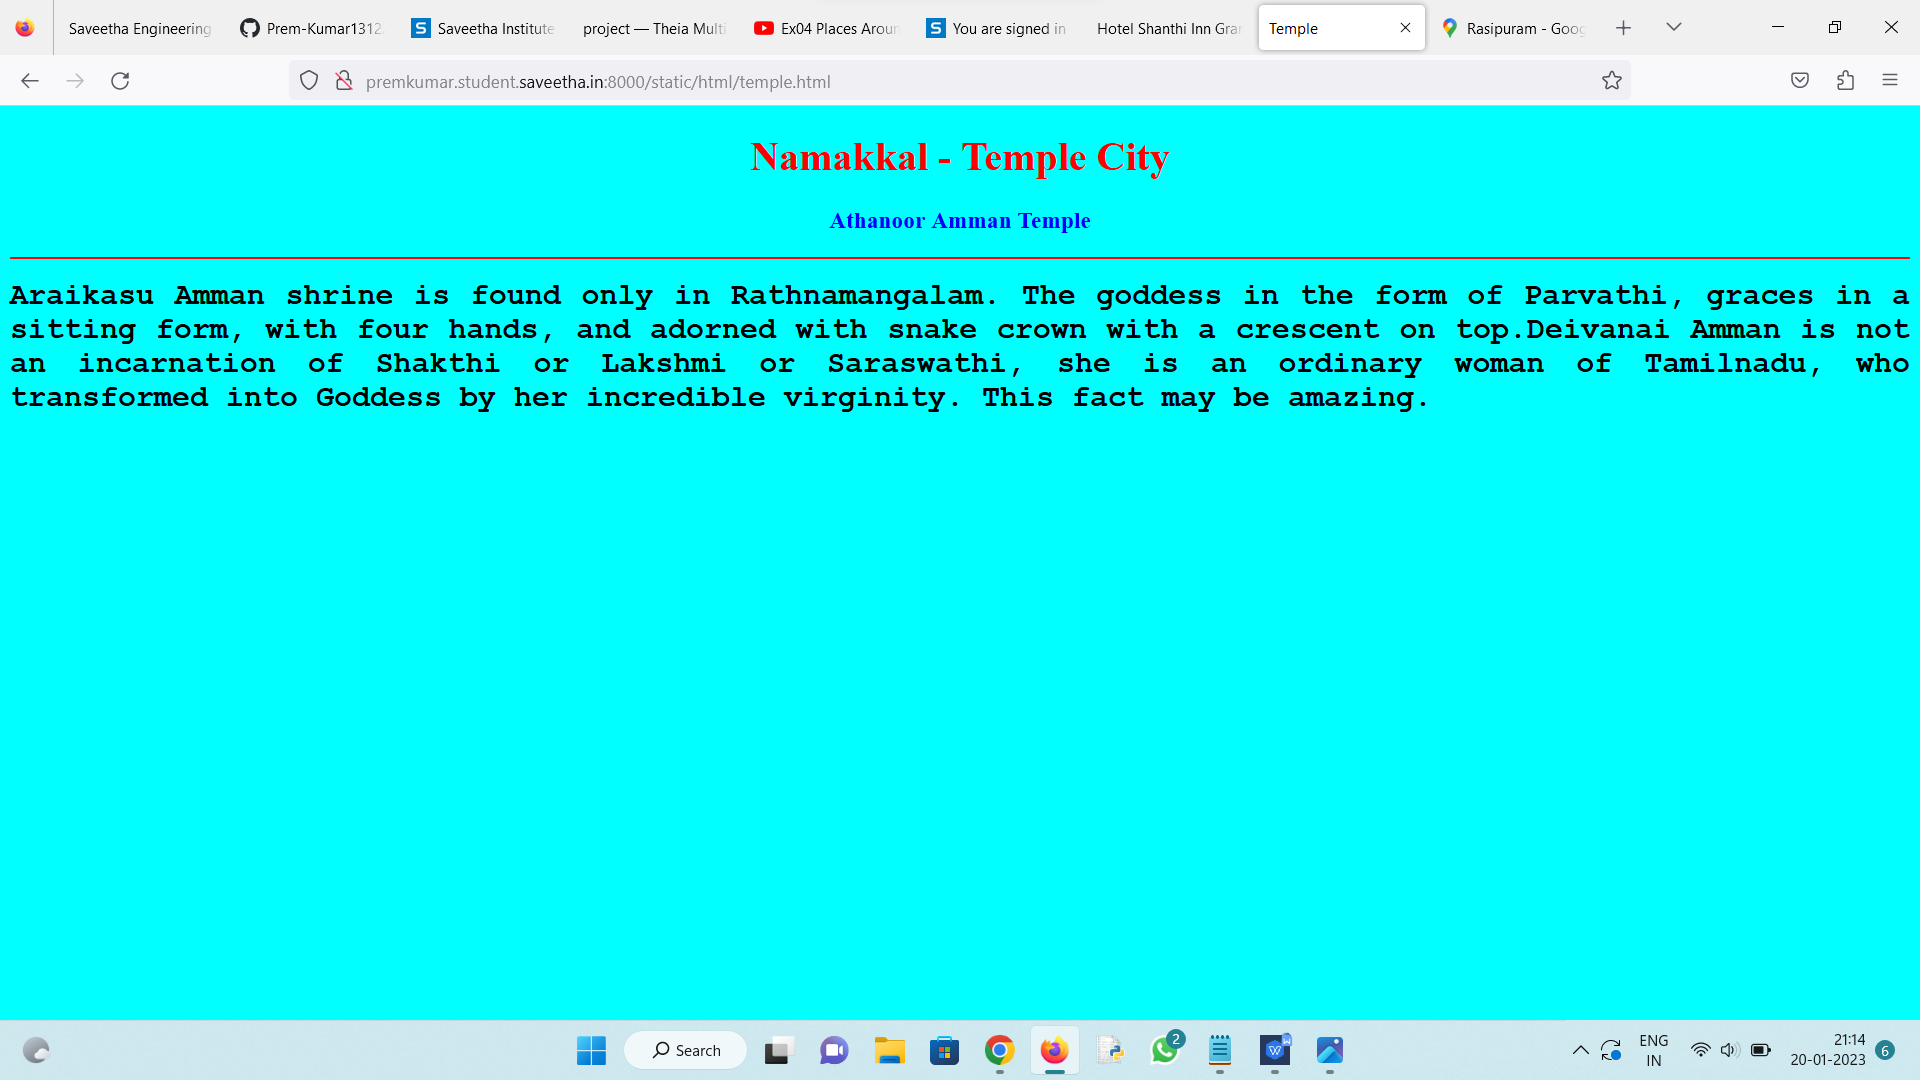 Saveetha Engineering
Prem-Kumar1312
Saveetha Institute
project — Theia Multi
Ex04 Places Aroun
You are signed in
Hotel Shanthi Inn Gran
Temple
Rasipuram - Goog
premkumar.student.saveetha.in:8000/static/html/temple.html
Namakkal - Temple City
Athanoor Amman Temple
Araikasu Amman shrine is found only in Rathnamangalam. The goddess in the form of Parvathi, graces in a
sitting form, with four hands, and adorned with snake crown with a crescent on top.Deivanai Amman is not
an incarnation of Shakthi or Lakshmi or Saraswathi, she is an ordinary woman of Tamilnadu, who
transformed into Goddess by her incredible virginity. This fact may be amazing.
Search
2
ENG
IN
21:14
20-01-2023
6